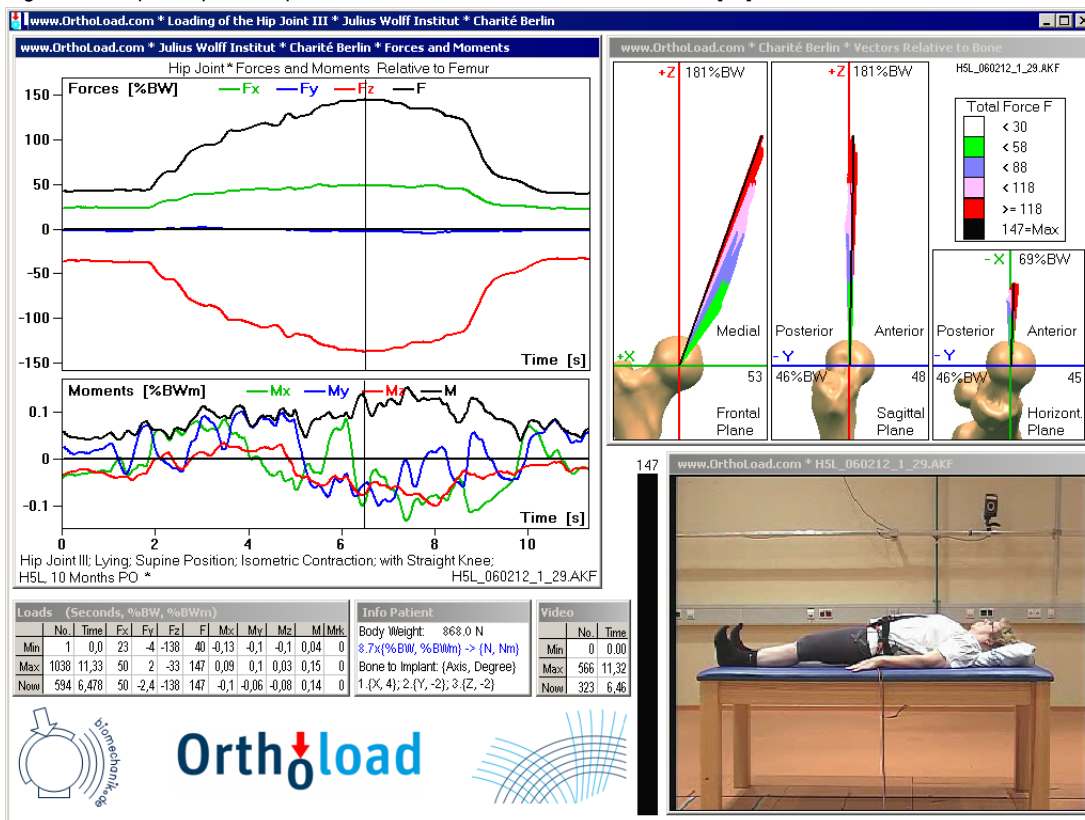 www.OrthoLoad.com * Loading of the Hip Joint III * Julius Wolff Institut * Charité Berlin
www.OrthoLoad.com * Julius Wolff Institut * Charité Berlin * Forces and Moments
Hip Joint * Forces and Moments Relative to Femur
Forces [%BW] Fx Fy Fz F
150
100
50
0
-50
-100
-150
Time [s]
Moments [%BWm] Mx My Mz M
0.1
0
-0.1
Time [s]
0 2 4 6 8 10
Hip Joint III; Lying; Supine Position; Isometric Contraction; with Straight Knee;
H5L, 10 Months PO * H5L_060212_1_29.AKF
www.OrthoLoad.com * Charité Berlin * Vectors Relative to Bone
+Z 181%BW
+X
Medial
53
Frontal
Plane
+Z 181%BW
Posterior Anterior
-Y
46%BW 48
Sagittal
Plane
H5L_060212_1_29.AKF
Total Force F
< 30
< 58
< 88
< 118
>= 118
147=Max
-X 69%BW
Posterior Anterior
-Y
46%BW 45
Horizont.
Plane
Loads (Seconds, %BW, %BWm)
No. Time Fx Fy Fz F Mx My Mz M Mrk
Min 1 0,0 23 -4 -138 40 -0,13 -0,1 -0,1 0,04 0
Max 1038 11,33 50 2 -33 147 0,09 0,1 0,03 0,15 0
Now 594 6,478 50 -2,4 -138 147 -0,1 -0,06 -0,08 0,14 0
Info Patient
Body Weight: 868.0 N
8.7x{%BW, %BWm} -> {N, Nm}
Bone to Implant: {Axis, Degree}
1.{X, 4}; 2.{Y, -2}; 3.{Z, -2}
Video
No. Time
Min 0 0.00
Max 566 11,32
Now 323 6,46
147
www.OrthoLoad.com * H5L_060212_1_29.AKF
biomechanik.de
Orthoload